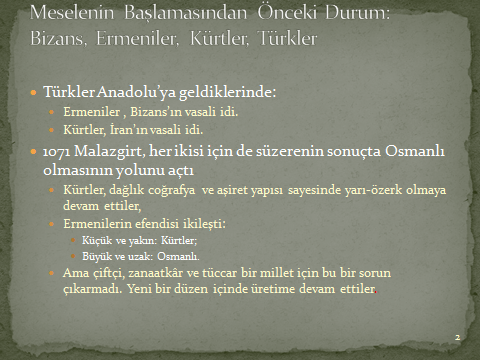 Meselenin Başlamasından Önceki Durum:
Bizans, Ermeniler, Kürtler, Türkler
Türkler Anadolu'ya geldiklerinde:
Ermeniler , Bizans'ın vasali idi.
Kürtler, İran'ın vasali idi.
1071 Malazgirt, her ikisi için de süzerenin sonuçta Osmanlı
olmasının yolunu açtı
Kürtler, dağlık coğrafya ve aşiret yapısı sayesinde yarı-özerk olmaya
devam ettiler,
Ermenilerin efendisi ikileşti:
Küçük ve yakın: Kürtler;
Büyük ve uzak: Osmanlı.
Ama çiftçi, zanaatkâr ve tüccar bir millet için bu bir sorun
çıkarmadı. Yeni bir düzen içinde üretime devam ettiler.
2